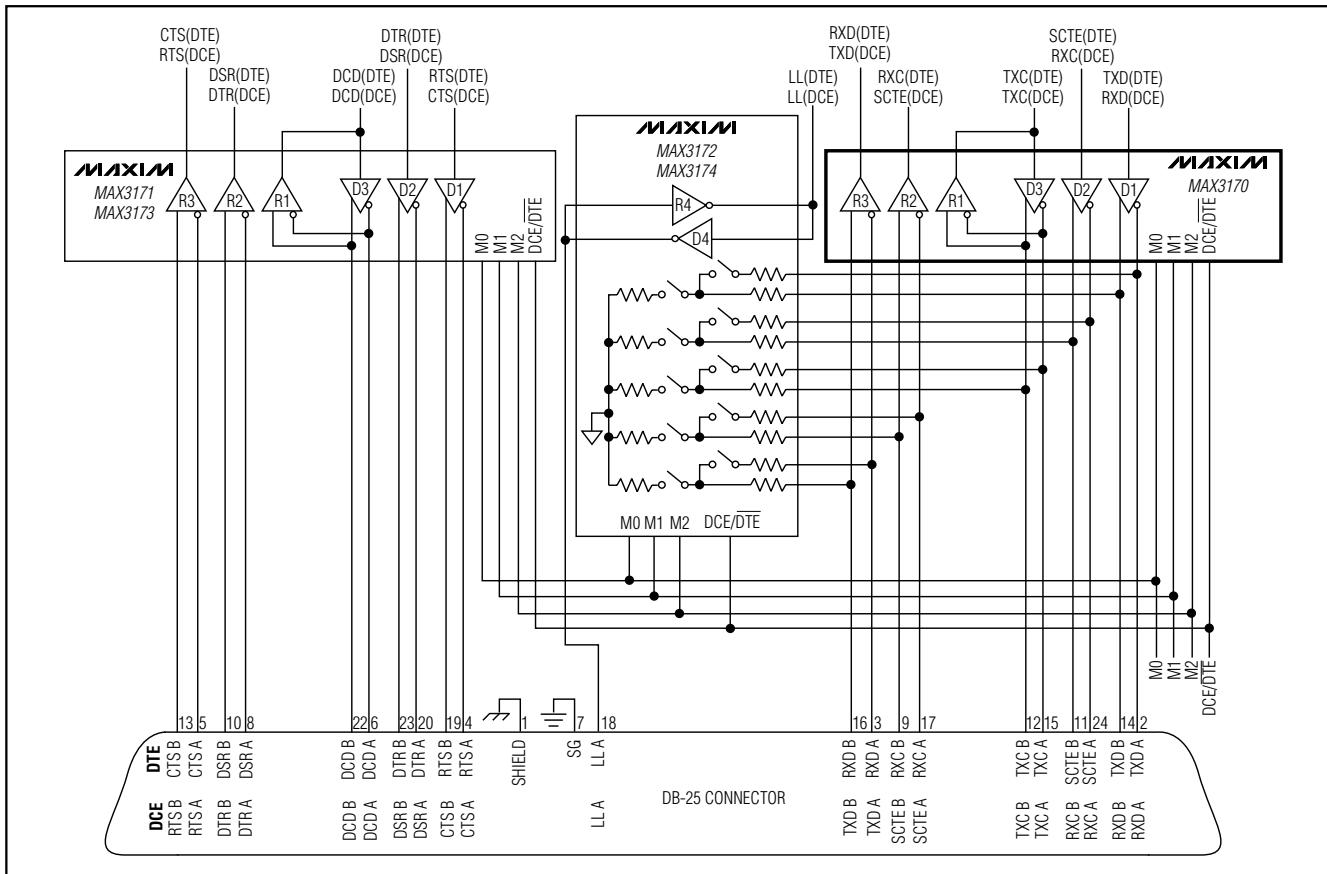 CTS(DTE)
RTS(DCE)
DSR(DTE)
DTR(DCE)
DCD(DTE)
DCD(DCE)
DTR(DTE)
DSR(DCE)
RTS(DTE)
CTS(DCE)
LL(DTE)
LL(DCE)
RXD(DTE)
TXD(DCE)
RXC(DTE)
SCTE(DCE)
TXC(DTE)
TXC(DCE)
SCTE(DTE)
RXC(DCE)
TXD(DTE)
RXD(DCE)
MAXIM
MAX3171
MAX3173
R3
R2
R1
D3
D2
D1
M0
M1
M2
DCE/DTE
MAXIM
MAX3172
MAX3174
R4
D4
M0 M1 M2 DCE/DTE
MAXIM
MAX3170
R3
R2
R1
D3
D2
D1
M0
M1
M2
DCE/DTE
M0
M1
M2
DCE/DTE
13 5 10 8 22 6 23 20 19 4 1 7 18 16 3 9 17 12 15 11 24 14 2
DTE
CTS B
CTS A
DSR B
DSR A
DCD B
DCD A
DTR B
DTR A
RTS B
RTS A
SHIELD
SG
LL A
RXD B
RXD A
RXC B
RXC A
TXC B
TXC A
SCTE B
SCTE A
TXD B
TXD A
DB-25 CONNECTOR
DCE
RTS B
RTS A
DTR B
DTR A
DCD B
DCD A
DSR B
DSR A
CTS B
CTS A
LL A
TXD B
TXD A
SCTE B
SCTE A
TXC B
TXC A
RXC B
RXC A
RXD B
RXD A